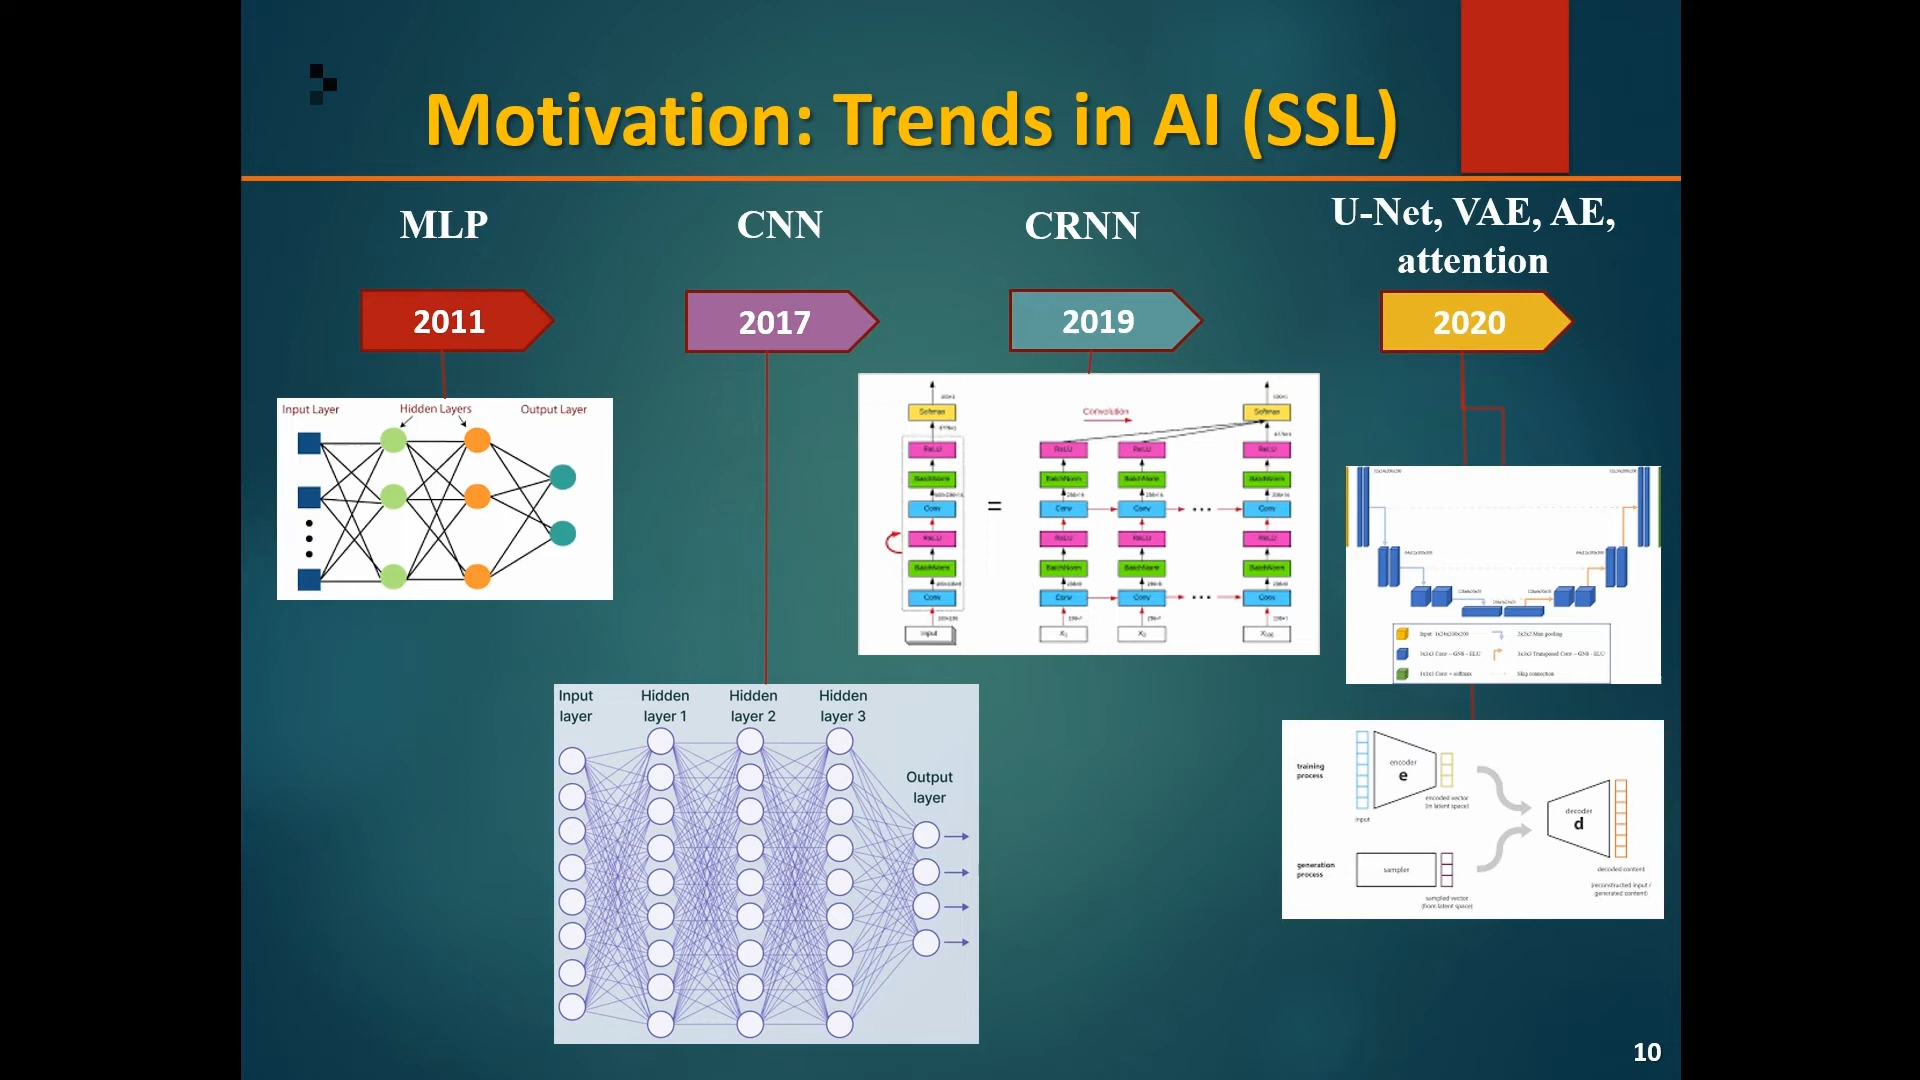 Motivation: Trends in AI (SSL)
MLP
CNN
CRNN
U-Net, VAE, AE,
attention
2011
2017
2019
2020
Input Layer
Hidden Layers
Output Layer
Softmax
ReLU
BatchNorm
Conv
ReLU
BatchNorm
Conv
Input
=
Convolution
Softmax
ReLU
ReLU
ReLU
BatchNorm
BatchNorm
BatchNorm
Conv
Conv
...
Conv
ReLU
ReLU
ReLU
BatchNorm
BatchNorm
BatchNorm
Conv
Conv
...
Conv
X1
X2
Input
layer
Hidden
layer 1
Hidden
layer 2
Hidden
layer 3
Output
layer
Skip connection
training
process
input
encoder
e
encoded vector
(in latent space)
decoder
d
generation
process
sampler
sampled vector
(from latent space)
decoded content
(reconstructed input /
generated content)
10